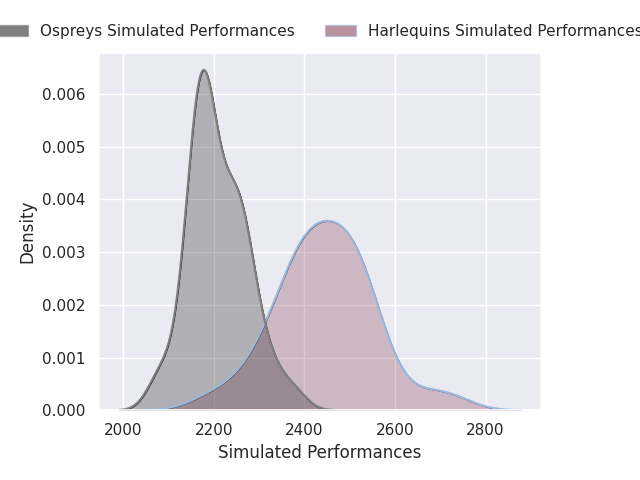 Ospreys Simulated Performances
Harlequins Simulated Performances
0.006
0.005
0.004
0.003
0.002
0.001
0.000
Density
2000 2200 2400 2600 2800
Simulated Performances